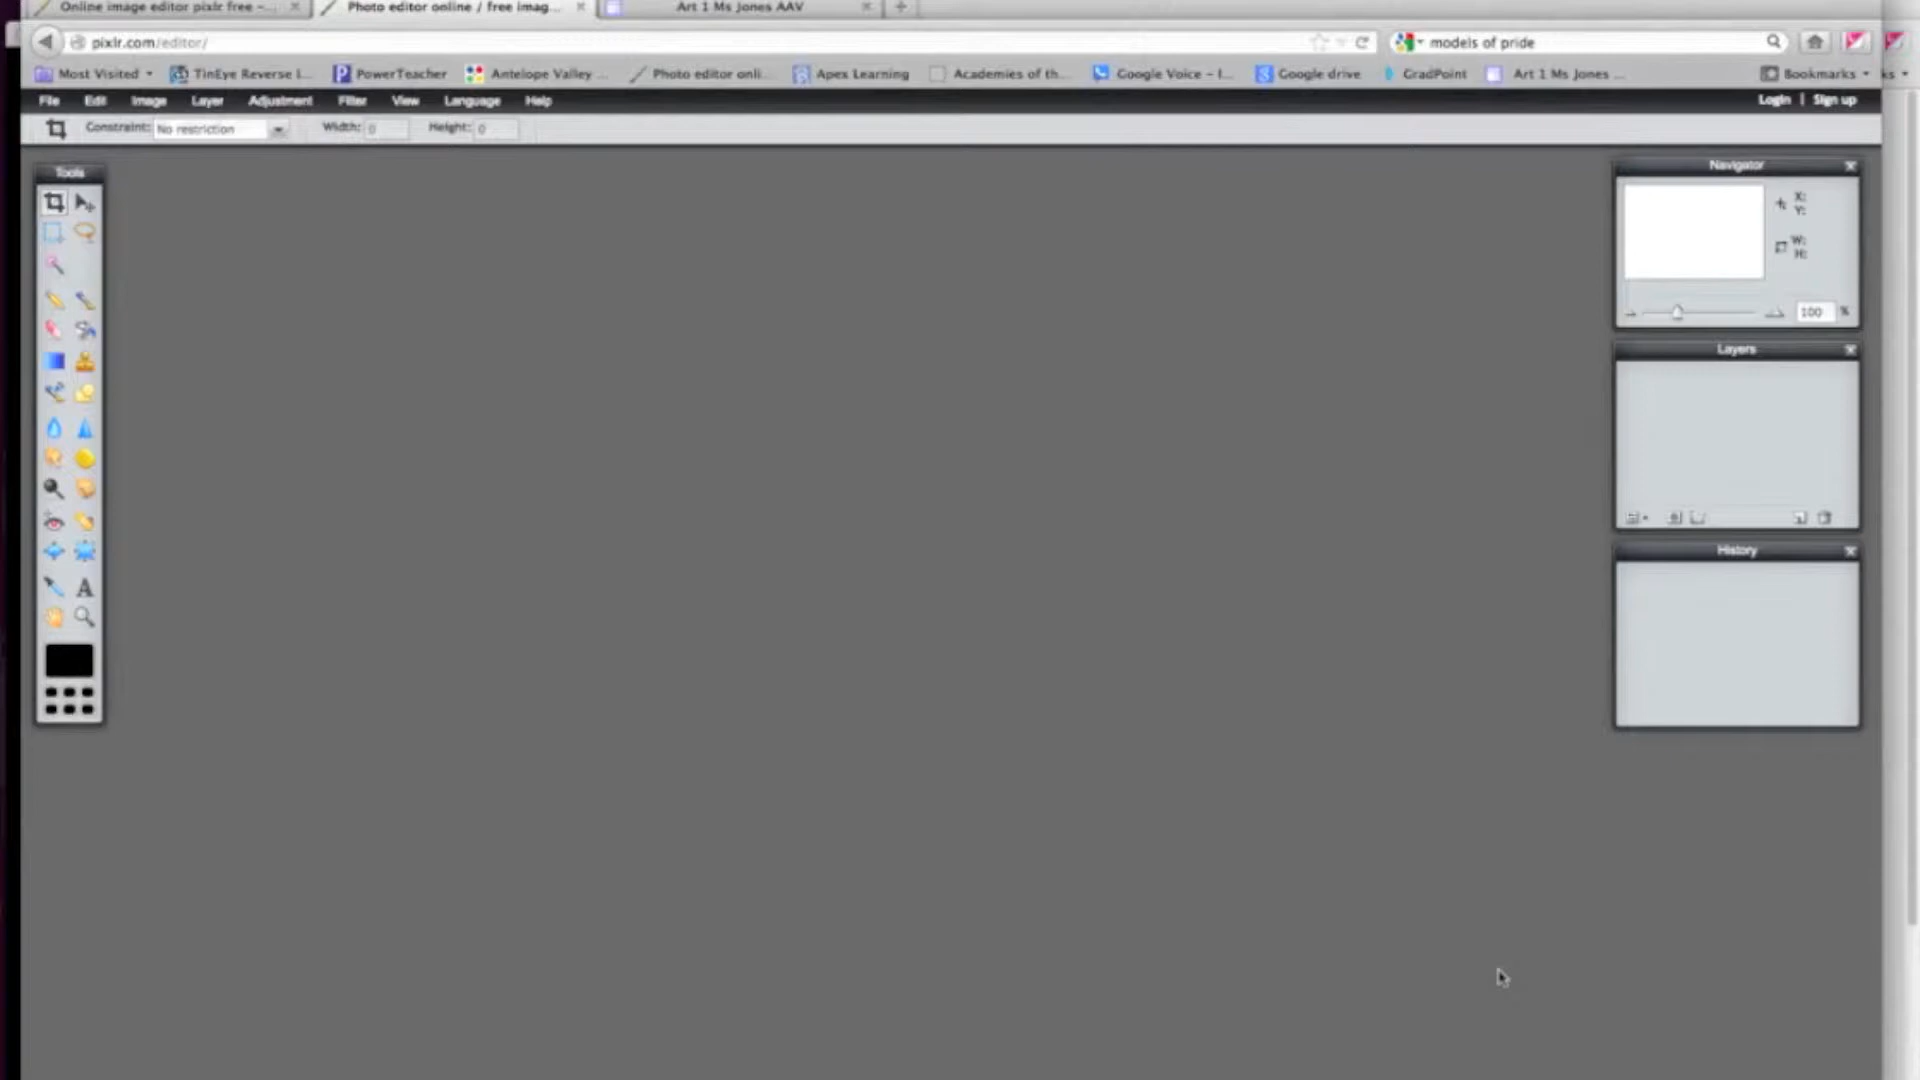 Online image editor pixlr free -...
Photo editor online / free imag...
Art 1 Ms Jones AAV
pixlr.com/editor/
models of pride
Most Visited
TinEye Reverse I...
PowerTeacher
Antelope Valley ...
Photo editor onli...
Apex Learning
Academies of th...
Google Voice - I...
Google drive
GradPoint
Art 1 Ms Jones ...
Bookmarks
ks
File Edit Image Layer Adjustment Filter View Language Help
Login | Sign up
Constraint: No restriction Width: 0 Height: 0
Tools
Navigator
X:
Y:
W:
H:
100 %
Layers
History
A